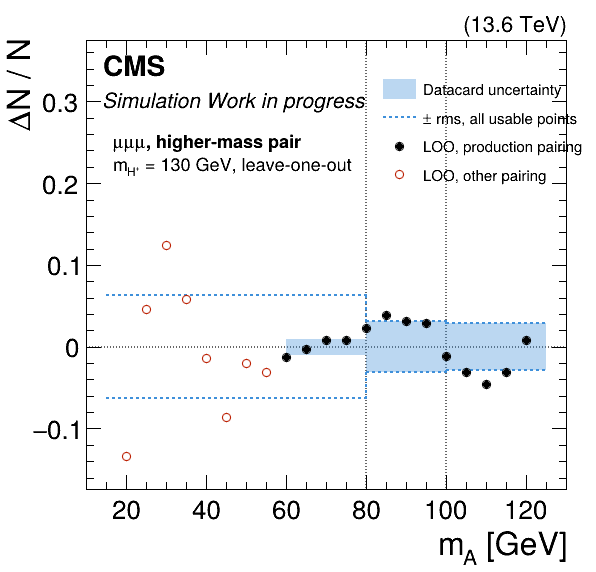 (13.6 TeV)
CMS
Simulation Work in progress
μμμ, higher-mass pair
m_H⁺ = 130 GeV, leave-one-out
Datacard uncertainty
± rms, all usable points
LOO, production pairing
LOO, other pairing
ΔN / N
0.3
0.2
0.1
0
−0.1
20 40 60 80 100 120
m_A [GeV]